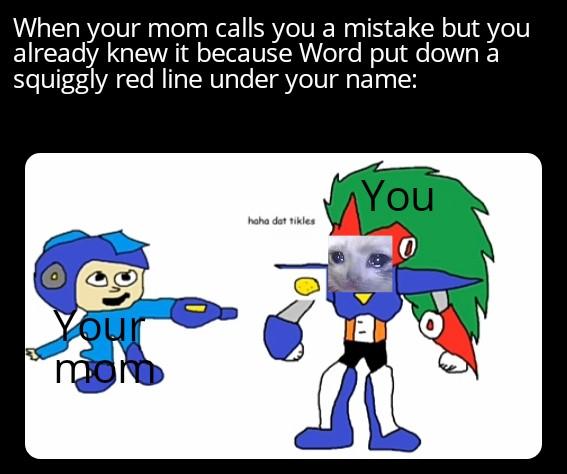 When your mom calls you a mistake but you
already knew it because Word put down a
squiggly red line under your name:
You
haha dat tikles
Your
mom